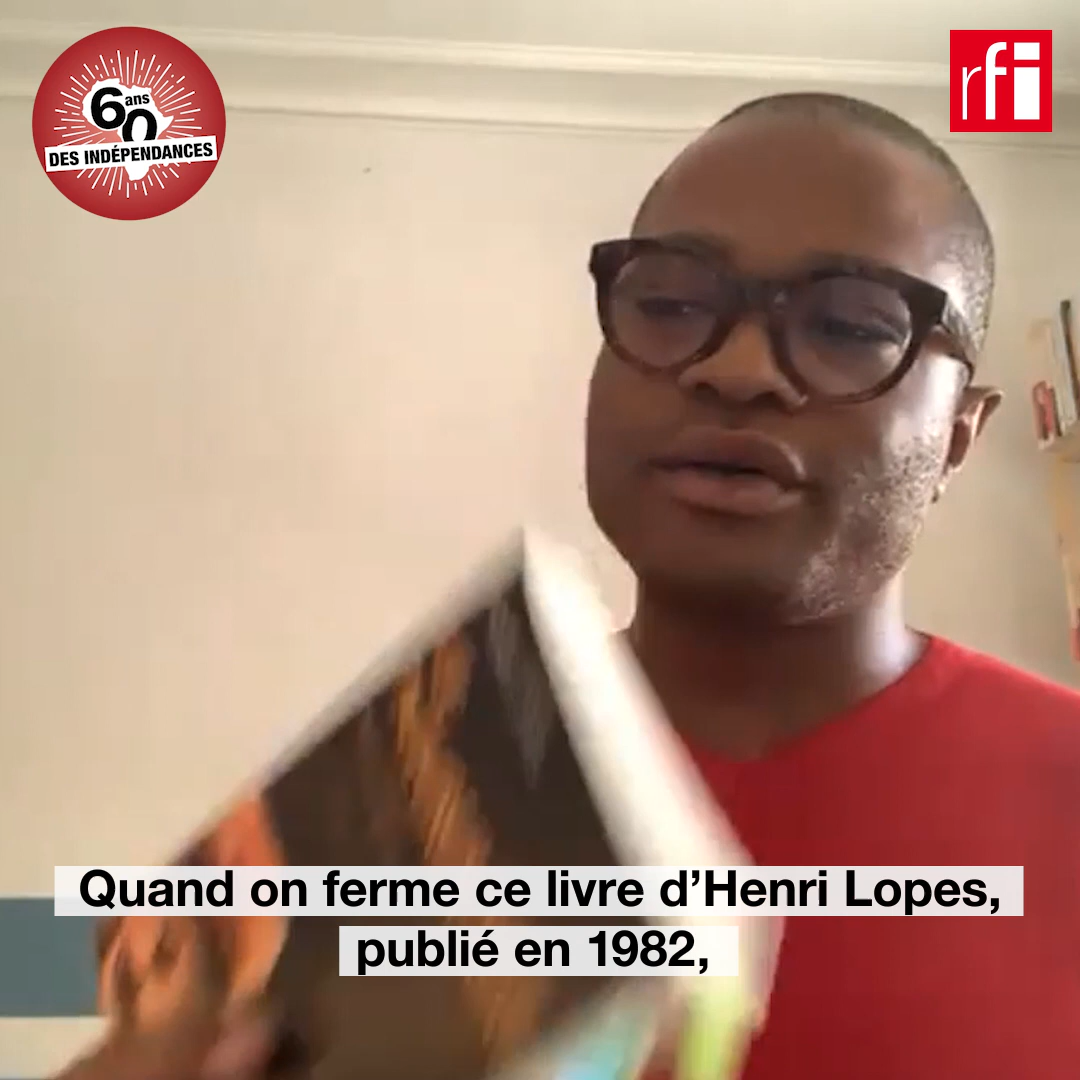 60 ans
DES INDÉPENDANCES
rfi
Quand on ferme ce livre d’Henri Lopes,
publié en 1982,